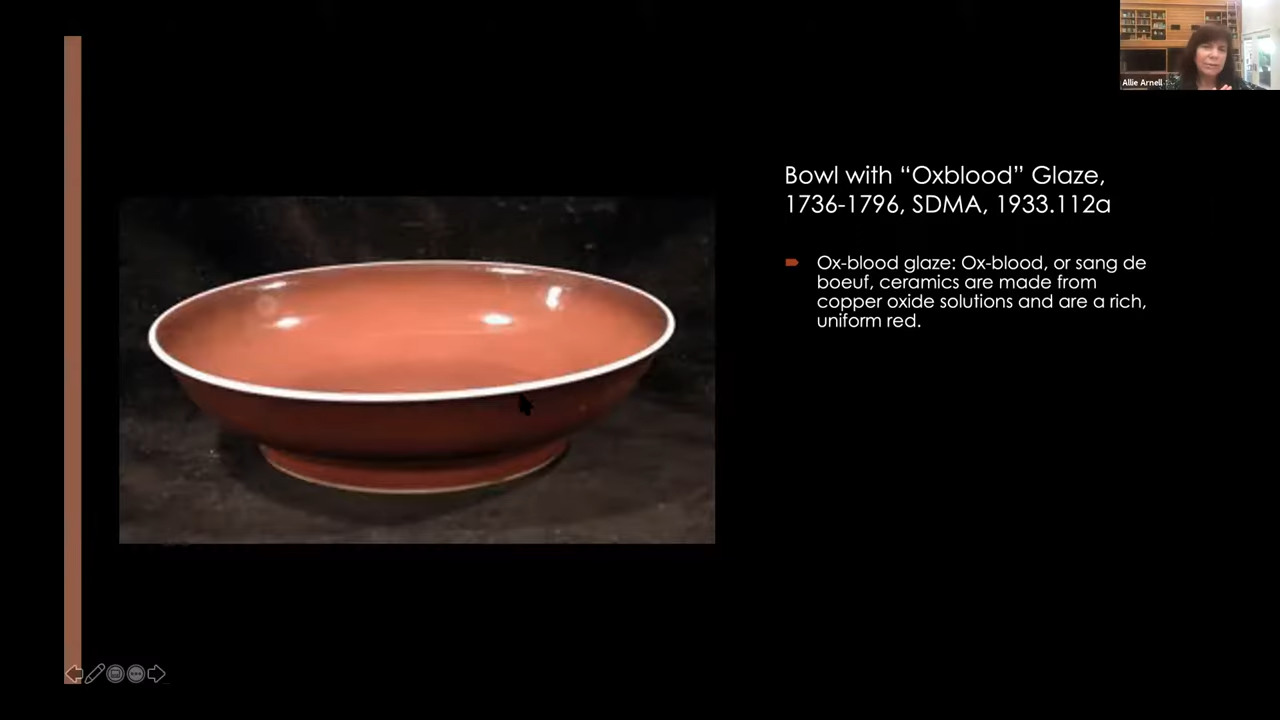 Allie Arnell
Bowl with “Oxblood” Glaze,
1736-1796, SDMA, 1933.112a
Ox-blood glaze: Ox-blood, or sang de
boeuf, ceramics are made from
copper oxide solutions and are a rich,
uniform red.